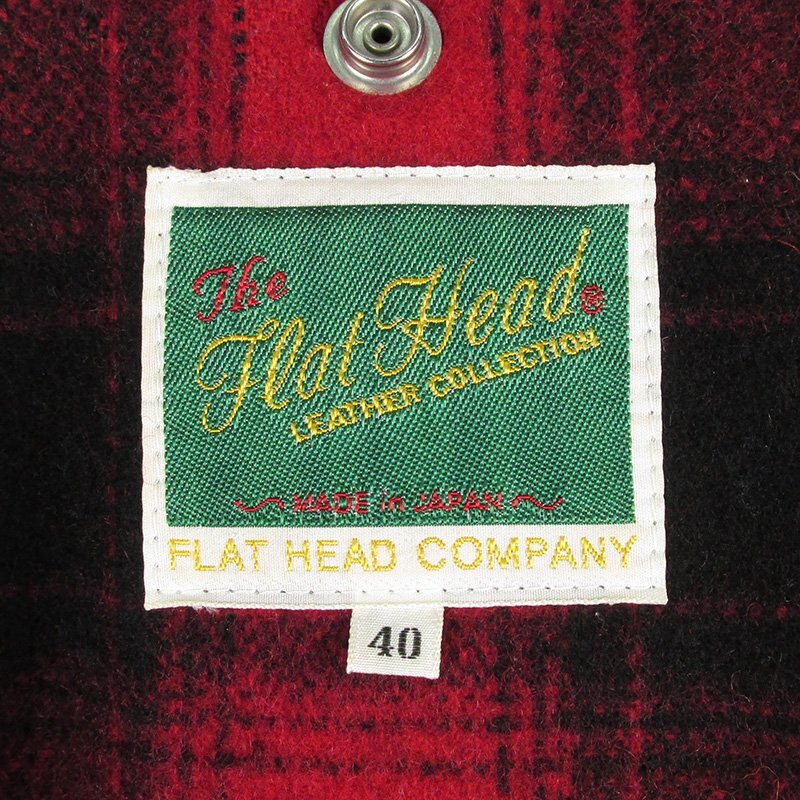 The
Flat Head®
LEATHER COLLECTION
~MADE in JAPAN~
FLAT HEAD COMPANY
40